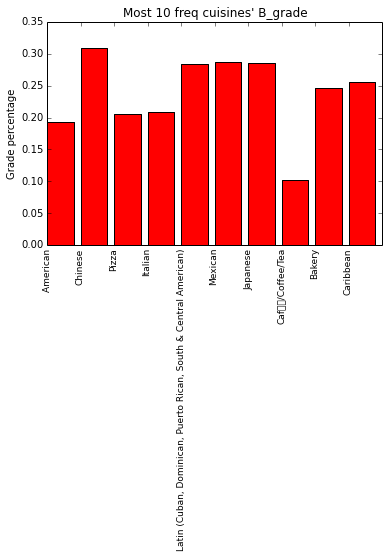 Most 10 freq cuisines' B_grade
Grade percentage
0.35
0.30
0.25
0.20
0.15
0.10
0.05
0.00
American
Chinese
Pizza
Italian
Latin (Cuban, Dominican, Puerto Rican, South & Central American)
Mexican
Japanese
Caf▯▯/Coffee/Tea
Bakery
Caribbean